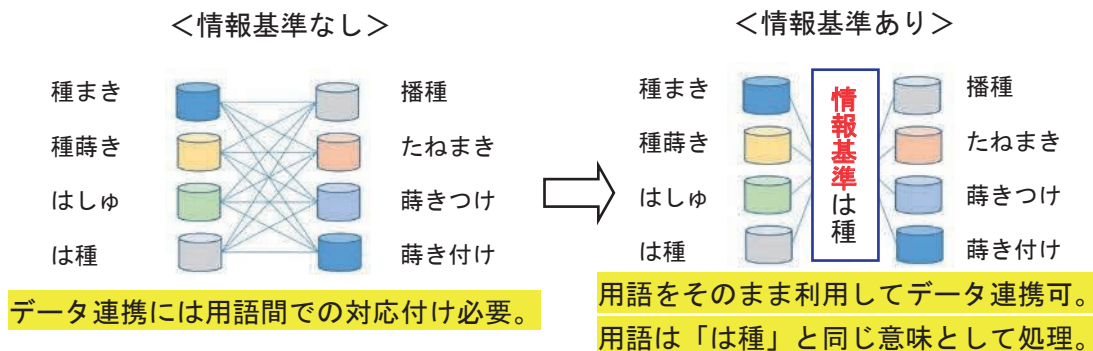 ＜情報基準なし＞
種まき
種蒔き
はしゅ
は種
播種
たねまき
蒔きつけ
蒔き付け
データ連携には用語間での対応付け必要。
＜情報基準あり＞
種まき
種蒔き
はしゅ
は種
情報基準は種
播種
たねまき
蒔きつけ
蒔き付け
用語をそのまま利用してデータ連携可。
用語は「は種」と同じ意味として処理。